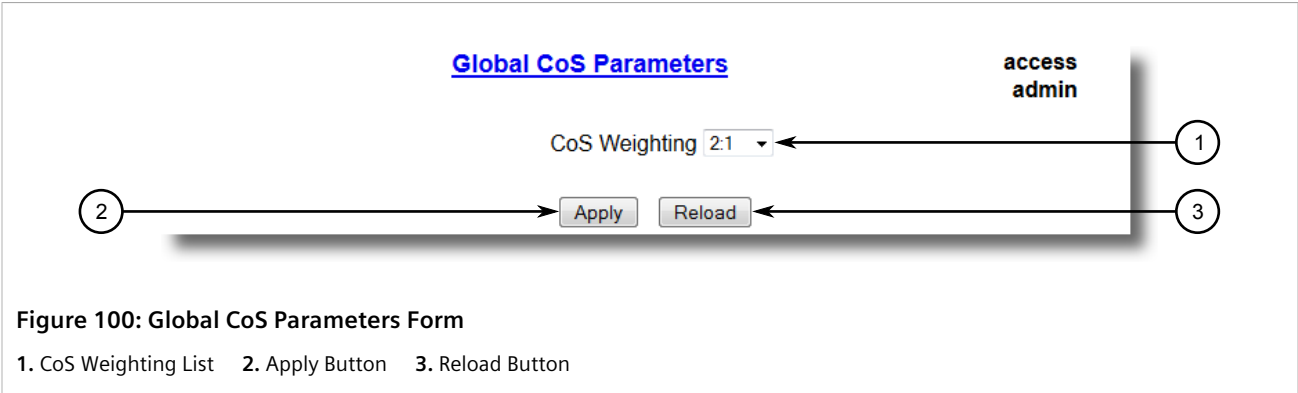 Global CoS Parameters
access
admin
CoS Weighting 2:1
1
2
Apply Reload
3
Figure 100: Global CoS Parameters Form
1. CoS Weighting List 2. Apply Button 3. Reload Button